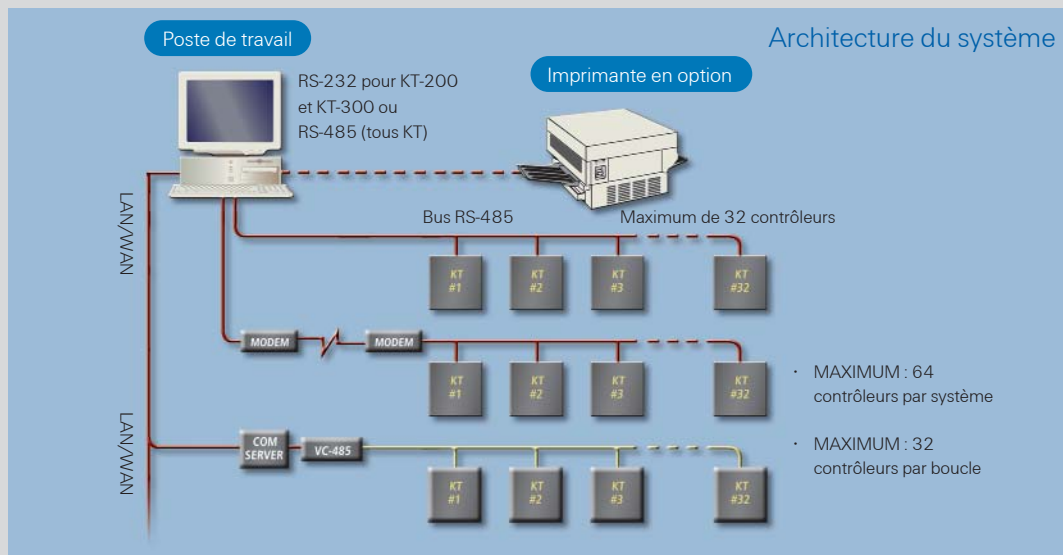 Architecture du système
Poste de travail
RS-232 pour KT-200
et KT-300 ou
RS-485 (tous KT)
Imprimante en option
LAN/WAN
Bus RS-485
Maximum de 32 contrôleurs
KT
#1
KT
#2
KT
#3
KT
#32
MODEM
MODEM
KT
#1
KT
#2
KT
#3
KT
#32
· MAXIMUM : 64
contrôleurs par système
LAN/WAN
COM
SERVER
VC-485
KT
#1
KT
#2
KT
#3
KT
#32
· MAXIMUM : 32
contrôleurs par boucle